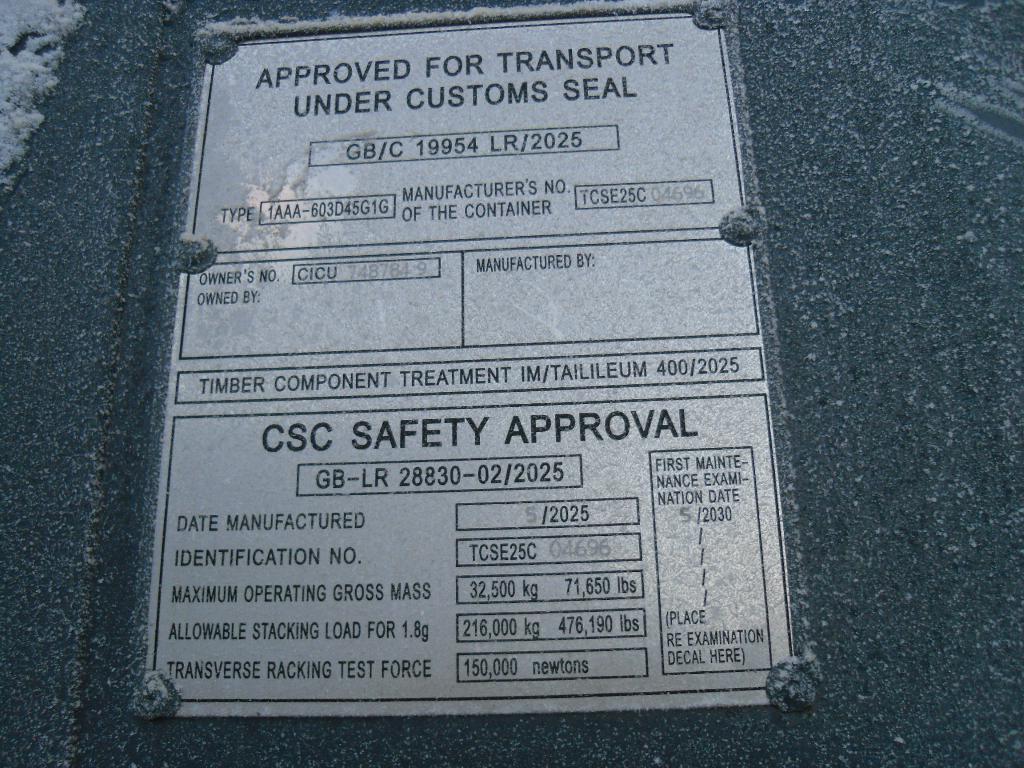 APPROVED FOR TRANSPORT
UNDER CUSTOMS SEAL
GB/C 19954 LR/2025
TYPE 1AAA-603D45G1G MANUFACTURER'S NO. OF THE CONTAINER TCSE25C 04696
OWNER'S NO. CICU 748784-9
OWNED BY:
MANUFACTURED BY:
TIMBER COMPONENT TREATMENT IM/TAILILEUM 400/2025
CSC SAFETY APPROVAL
GB-LR 28830-02/2025
DATE MANUFACTURED 5/2025
IDENTIFICATION NO. TCSE25C 04696
MAXIMUM OPERATING GROSS MASS 32,500 kg 71,650 lbs
ALLOWABLE STACKING LOAD FOR 1.8g 216,000 kg 476,190 lbs
TRANSVERSE RACKING TEST FORCE 150,000 newtons
FIRST MAINTE-
NANCE EXAMI-
NATION DATE
5/2030
(PLACE
RE EXAMINATION
DECAL HERE)